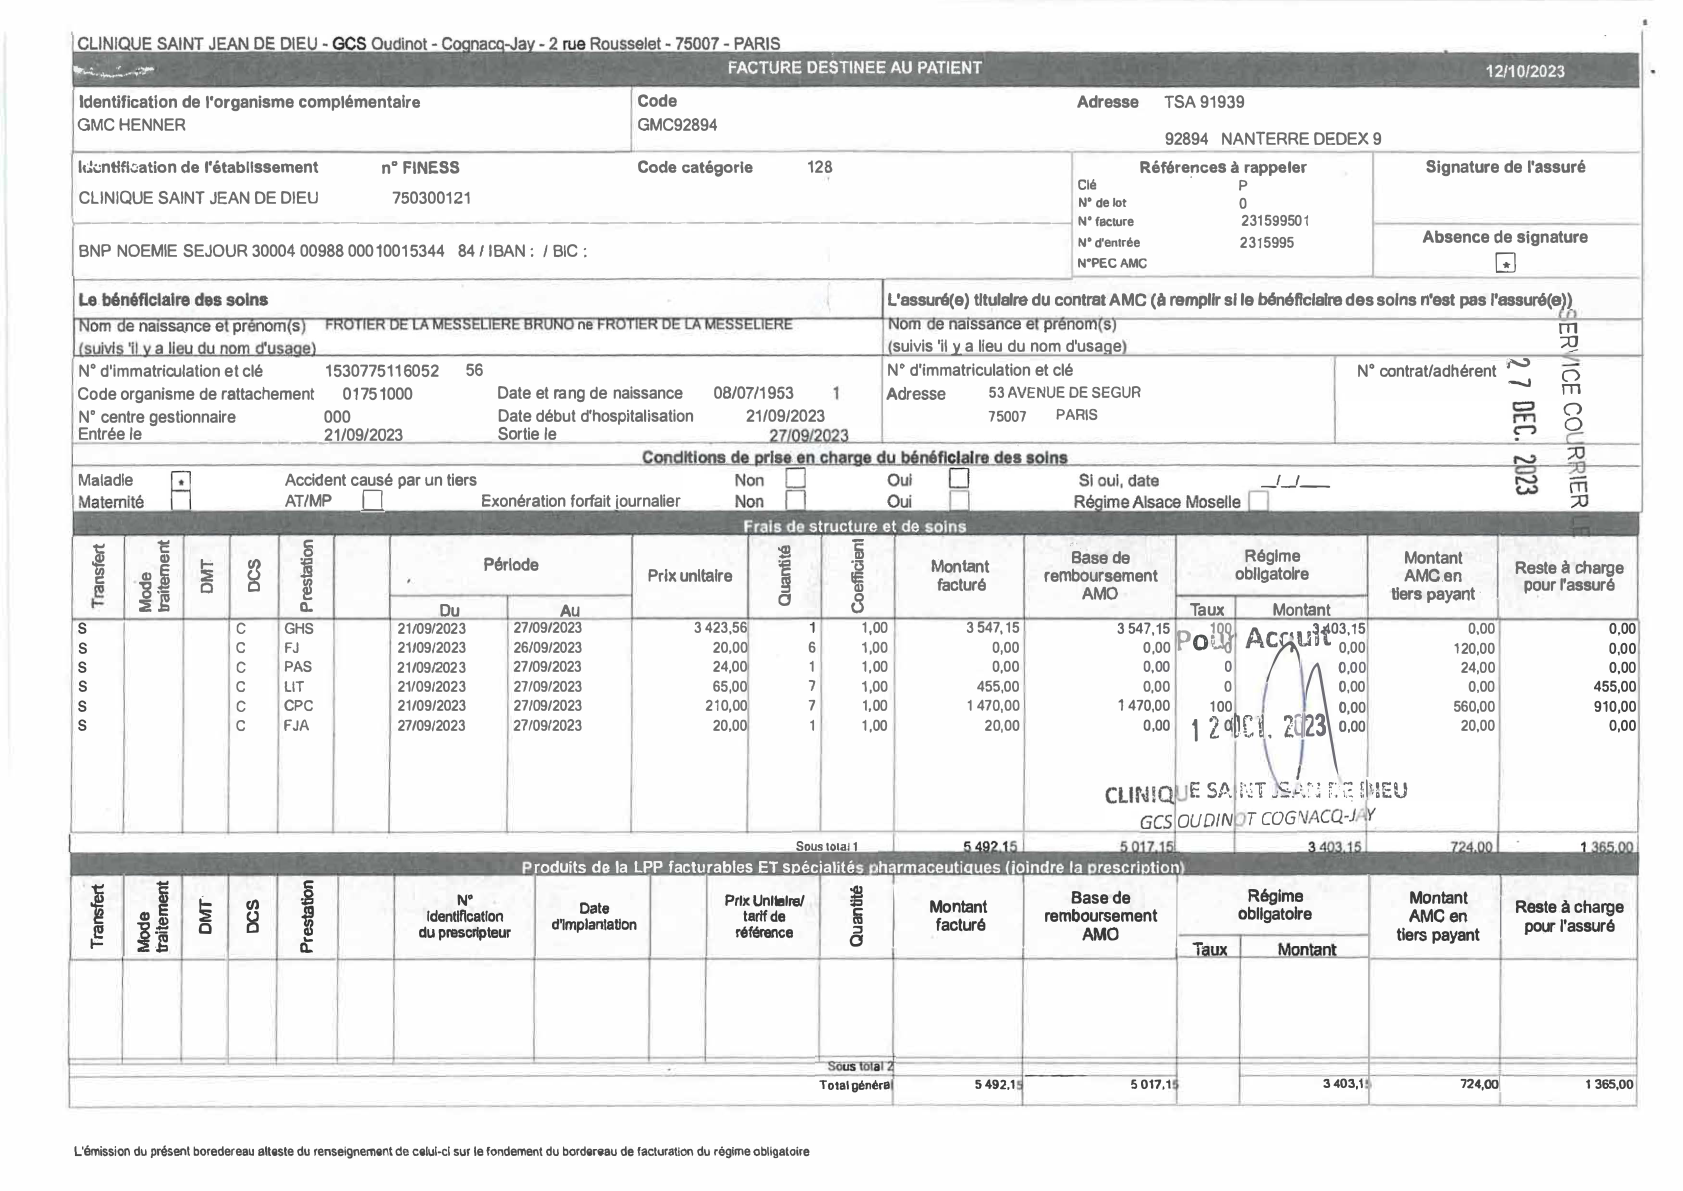 CLINIQUE SAINT JEAN DE DIEU - GCS Oudinot - Cognacq-Jay - 2 rue Rousselet - 75007 - PARIS
FACTURE DESTINEE AU PATIENT 12/10/2023
Identification de l'organisme complémentaire Code Adresse TSA 91939
GMC HENNER GMC92894
92894 NANTERRE DEDEX 9
Identification de l'établissement n° FINESS Code catégorie 128 Références à rappeler Signature de l'assuré
CLINIQUE SAINT JEAN DE DIEU 750300121
Clé P
N° de lot 0
N° facture 231599501
N° d'entrée 2315995
N°PEC AMC
Absence de signature
*
BNP NOEMIE SEJOUR 30004 00988 00010015344 84 / IBAN : / BIC :
Le bénéficiaire des soins L'assuré(e) titulaire du contrat AMC (à remplir si le bénéficiaire des soins n'est pas l'assuré(e))
Nom de naissance et prénom(s) FROTIER DE LA MESSELIERE BRUNO ne FROTIER DE LA MESSELIERE Nom de naissance et prénom(s)
(suivis 'il y a lieu du nom d'usage) (suivis 'il y a lieu du nom d'usage)
N° d'immatriculation et clé 1530775116052 56 N° d'immatriculation et clé N° contrat/adhérent
Code organisme de rattachement 01751000 Date et rang de naissance 08/07/1953 1 Adresse 53 AVENUE DE SEGUR
N° centre gestionnaire 000 Date début d'hospitalisation 21/09/2023 75007 PARIS
Entrée le 21/09/2023 Sortie le 27/09/2023
SERVICE COURRIER LE
27 DEC. 2023
Conditions de prise en charge du bénéficiaire des soins
Maladie * Accident causé par un tiers Non Oui Si oui, date _/_/__
Maternité AT/MP Exonération forfait journalier Non Oui Régime Alsace Moselle
Frais de structure et de soins
Transfert Mode traitement DMT DCS Prestation Période Prix unitaire Quantité Coefficient Montant facturé Base de remboursement AMO Régime obligatoire Montant AMC en tiers payant Reste à charge pour l'assuré
Du Au Taux Montant
S C GHS 21/09/2023 27/09/2023 3 423,56 1 1,00 3 547,15 3 547,15 100 3 403,15 0,00 0,00
S C FJ 21/09/2023 26/09/2023 20,00 6 1,00 0,00 0,00 0,00 120,00 0,00
S C PAS 21/09/2023 27/09/2023 24,00 1 1,00 0,00 0,00 0 0,00 24,00 0,00
S C LIT 21/09/2023 27/09/2023 65,00 7 1,00 455,00 0,00 0 0,00 0,00 455,00
S C CPC 21/09/2023 27/09/2023 210,00 7 1,00 1 470,00 1 470,00 100 0,00 560,00 910,00
S C FJA 27/09/2023 27/09/2023 20,00 1 1,00 20,00 0,00 0,00 20,00 0,00
Pour Acquit
12 OCT. 2023
CLINIQUE SAINT JEAN DE DIEU
GCS OUDINOT COGNACQ-JAY
Sous total 1 5 492,15 5 017,15 3 403,15 724,00 1 365,00
Produits de la LPP facturables ET spécialités pharmaceutiques (joindre la prescription)
Transfert Mode traitement DMT DCS Prestation N° Identification du prescripteur Date d'implantation Prix Unitaire/ tarif de référence Quantité Montant facturé Base de remboursement AMO Régime obligatoire Montant AMC en tiers payant Reste à charge pour l'assuré
Taux Montant
Sous total 2
Total général 5 492,15 5 017,15 3 403,15 724,00 1 365,00
L'émission du présent boredereau atteste du renseignement de celui-ci sur le fondement du bordereau de facturation du régime obligatoire